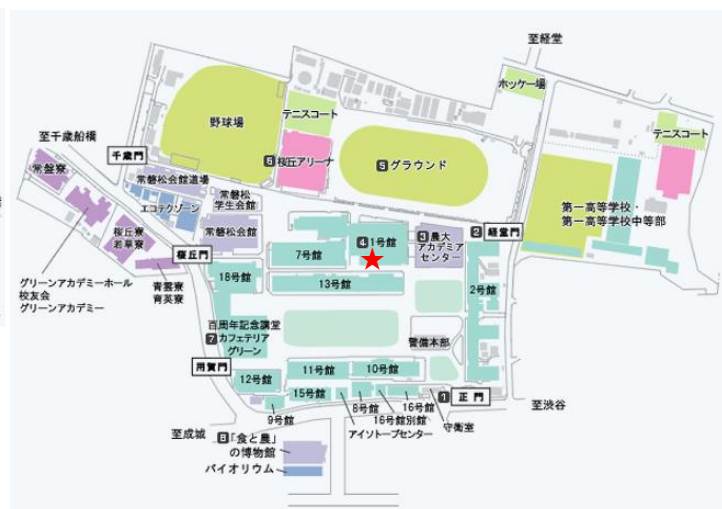 至経堂
ホッケー場
テニスコート
テニスコート
野球場
至千歳船橋
千歳門
6 桜丘アリーナ
5 グラウンド
第一高等学校・
第一高等学校中等部
常磐松会館道場
常盤寮
エコテクゾーン
常磐松
学生会館
常磐松会館
桜丘寮
若草寮
桜丘門
4 1号館
3 農大
アカデミア
センター
2 経堂門
7号館
18号館
13号館
2号館
グリーンアカデミーホール
校友会
グリーンアカデミー
青雲寮
育英寮
百周年記念講堂
7 カフェテリア
グリーン
警備本部
用賀門
12号館
11号館
10号館
15号館
9号館
8号館
16号館
16号館別館
アイソトープセンター
守衛室
1 正門
至渋谷
至成城
8 「食と農」
の博物館
バイオリウム